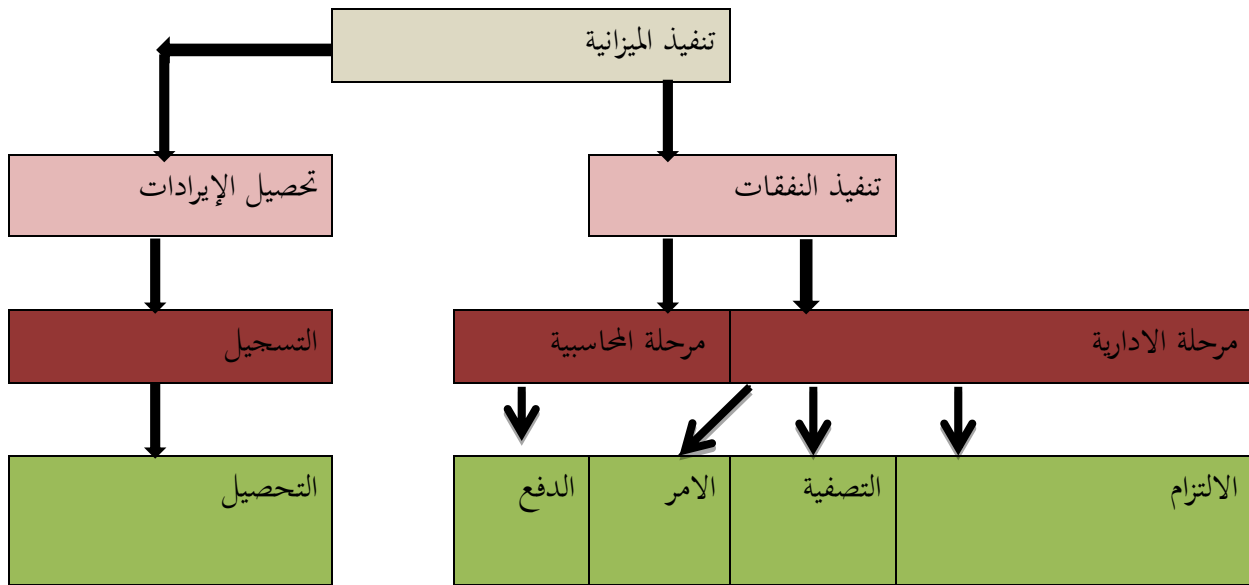 تنفيذ الميزانية
تنفيذ النفقات
تحصيل الإيرادات
مرحلة الادارية
مرحلة المحاسبية
التسجيل
الالتزام
التصفية
الامر
الدفع
التحصيل